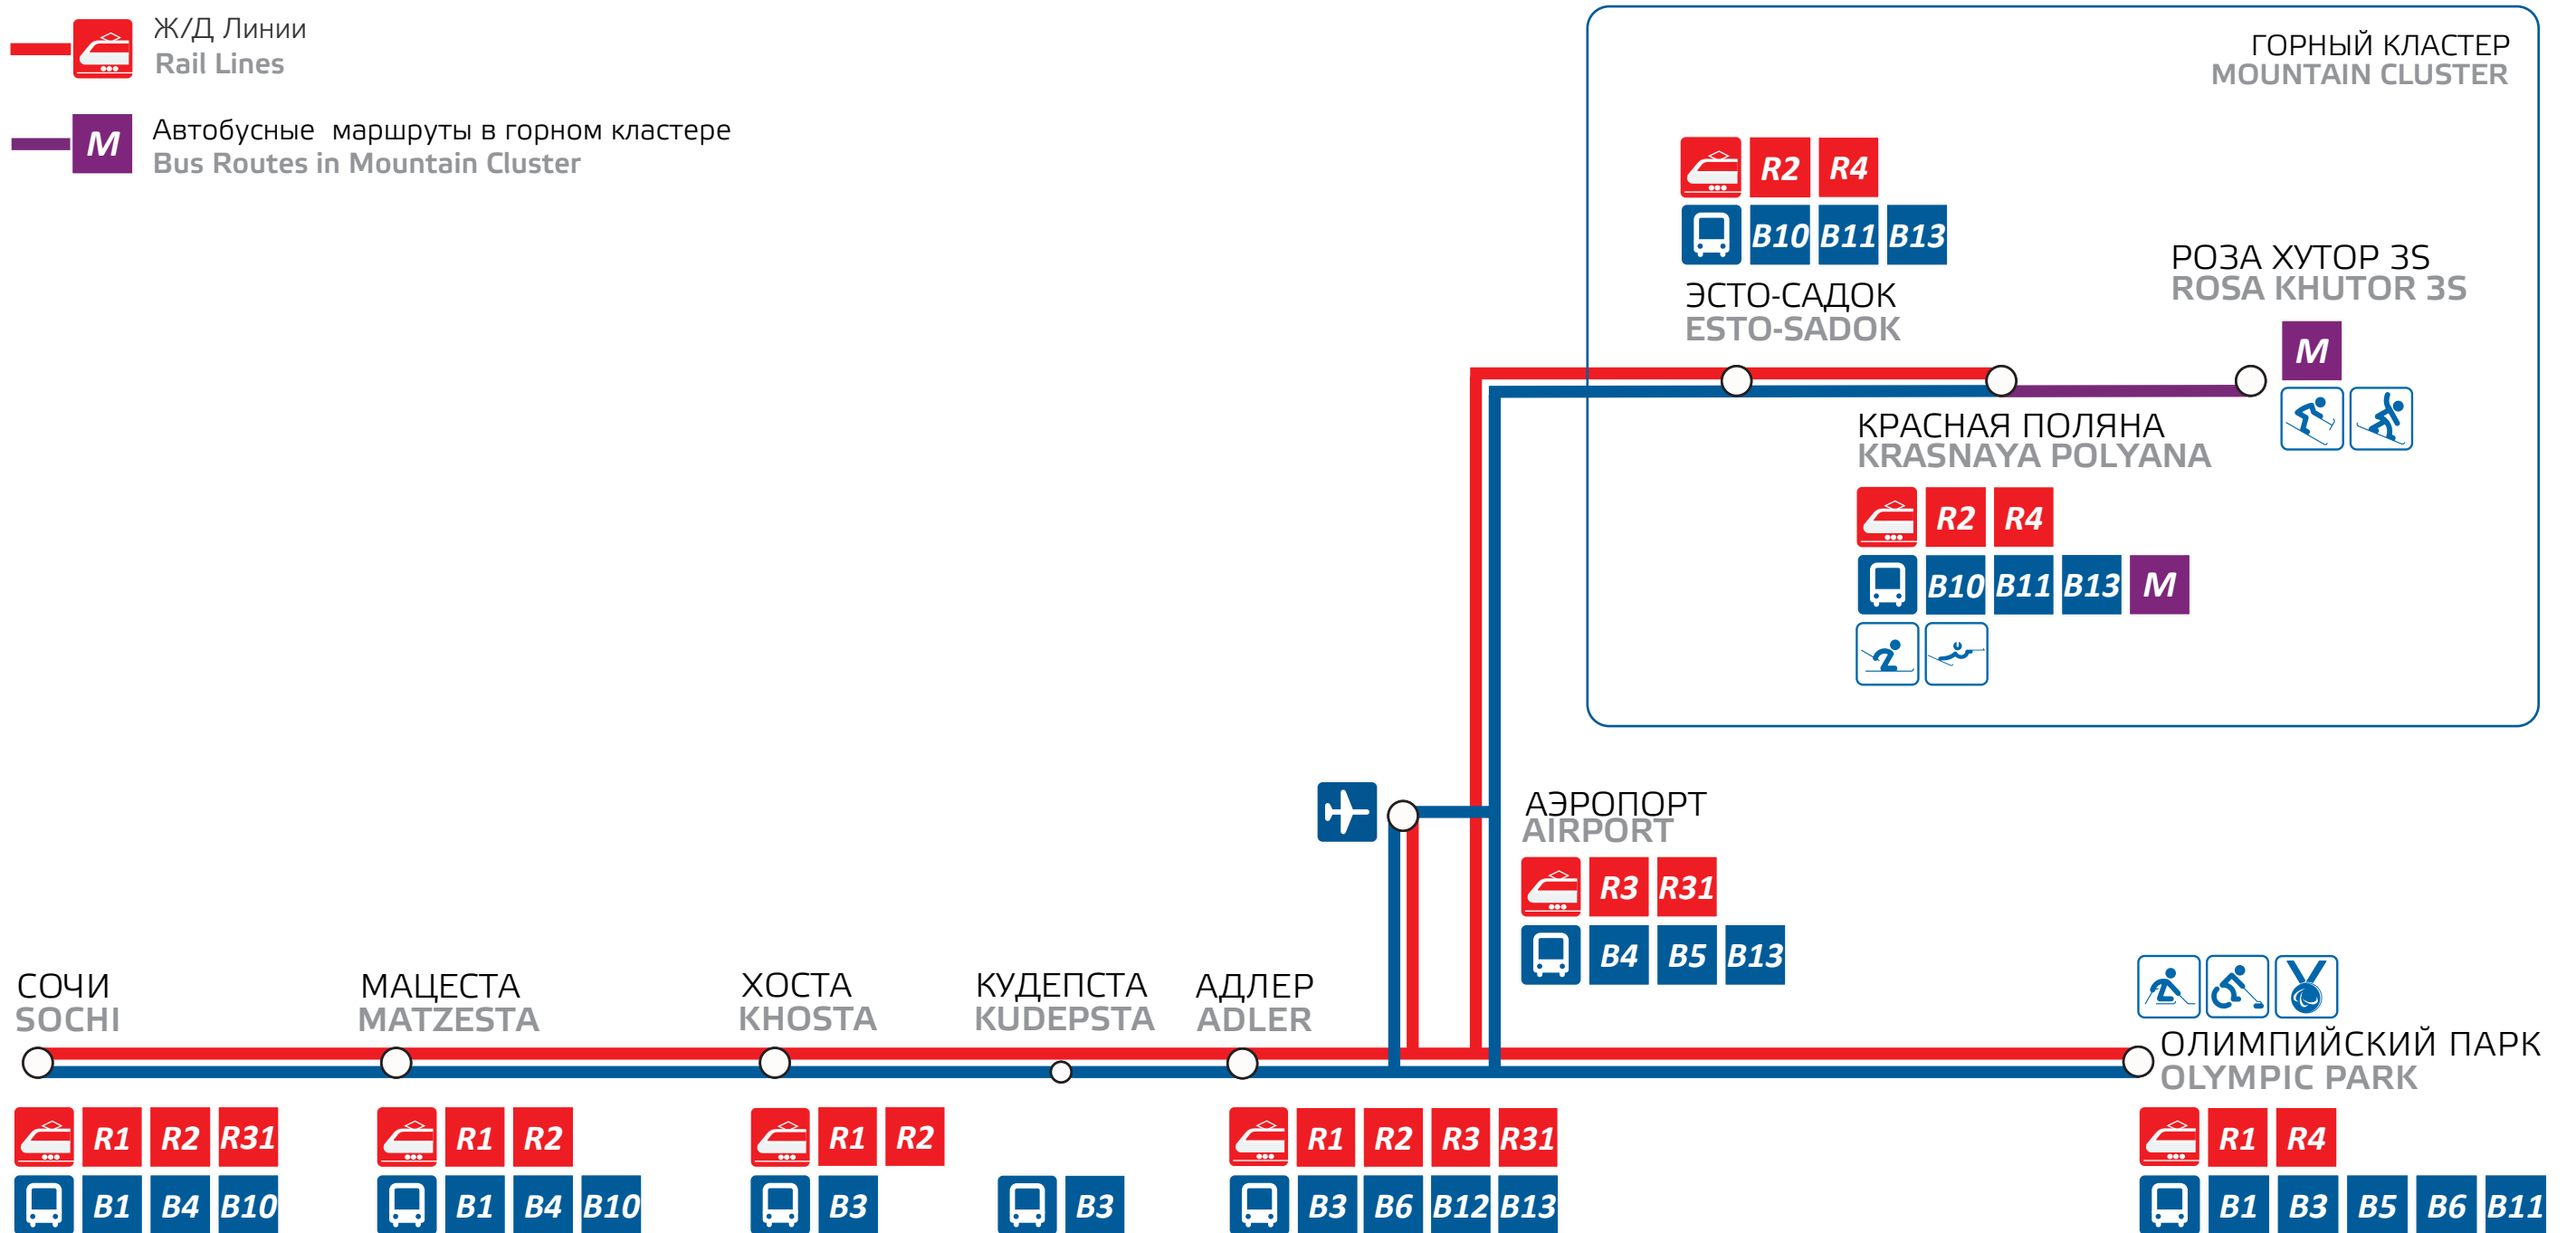 Ж/Д Линии
Rail Lines
M
Автобусные маршруты в горном кластере
Bus Routes in Mountain Cluster
ГОРНЫЙ КЛАСТЕР
MOUNTAIN CLUSTER
R2 R4
B10 B11 B13
ЭСТО-САДОК
ESTO-SADOK
РОЗА ХУТОР 3S
ROSA KHUTOR 3S
M
КРАСНАЯ ПОЛЯНА
KRASNAYA POLYANA
R2 R4
B10 B11 B13 M
АЭРОПОРТ
AIRPORT
R3 R31
B4 B5 B13
СОЧИ
SOCHI
R1 R2 R31
B1 B4 B10
МАЦЕСТА
MATZESTA
R1 R2
B1 B4 B10
ХОСТА
KHOSTA
R1 R2
B3
КУДЕПСТА
KUDEPSTA
B3
АДЛЕР
ADLER
R1 R2 R3 R31
B3 B6 B12 B13
ОЛИМПИЙСКИЙ ПАРК
OLYMPIC PARK
R1 R4
B1 B3 B5 B6 B11